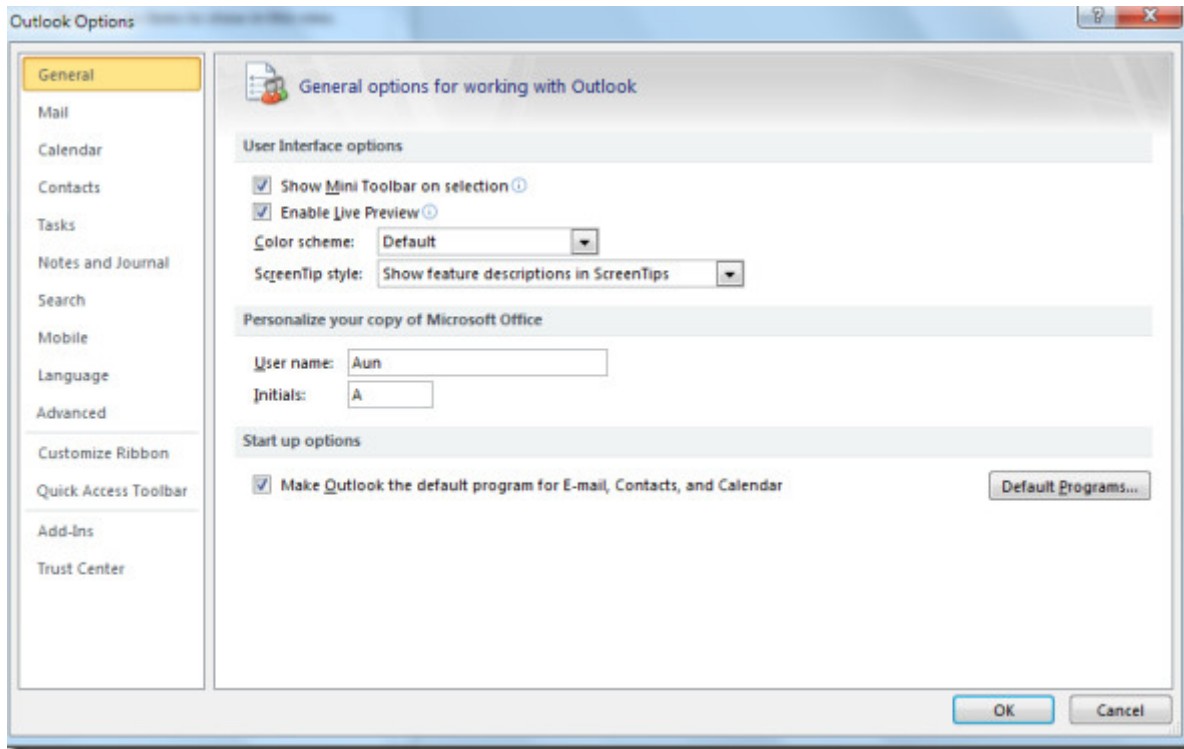 Outlook Options
General
Mail
Calendar
Contacts
Tasks
Notes and Journal
Search
Mobile
Language
Advanced
Customize Ribbon
Quick Access Toolbar
Add-Ins
Trust Center
General options for working with Outlook
User Interface options
Show Mini Toolbar on selection
Enable Live Preview
Color scheme: Default
ScreenTip style: Show feature descriptions in ScreenTips
Personalize your copy of Microsoft Office
User name: Aun
Initials: A
Start up options
Make Outlook the default program for E-mail, Contacts, and Calendar Default Programs...
OK Cancel